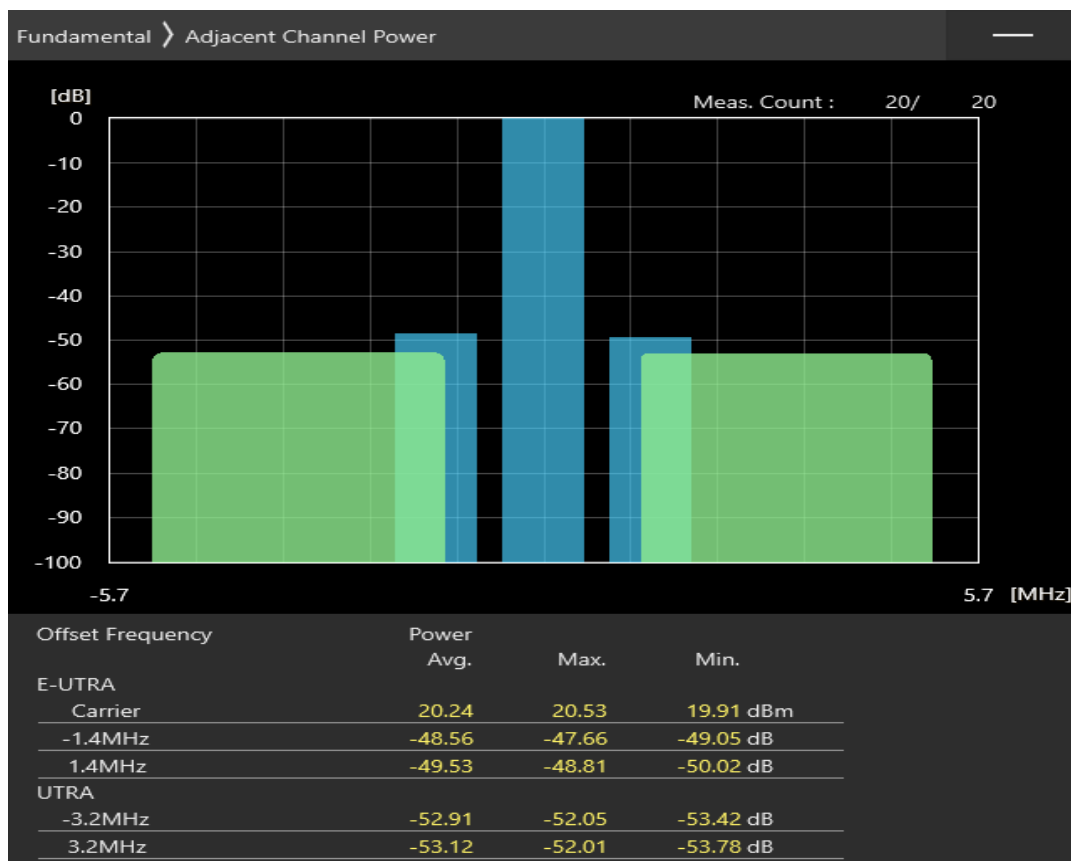 Fundamental 〉 Adjacent Channel Power
[dB]
Meas. Count : 20/ 20
0
-10
-20
-30
-40
-50
-60
-70
-80
-90
-100
-5.7 5.7 [MHz]
Offset Frequency Power
Avg. Max. Min.
E-UTRA
Carrier 20.24 20.53 19.91 dBm
-1.4MHz -48.56 -47.66 -49.05 dB
1.4MHz -49.53 -48.81 -50.02 dB
UTRA
-3.2MHz -52.91 -52.05 -53.42 dB
3.2MHz -53.12 -52.01 -53.78 dB